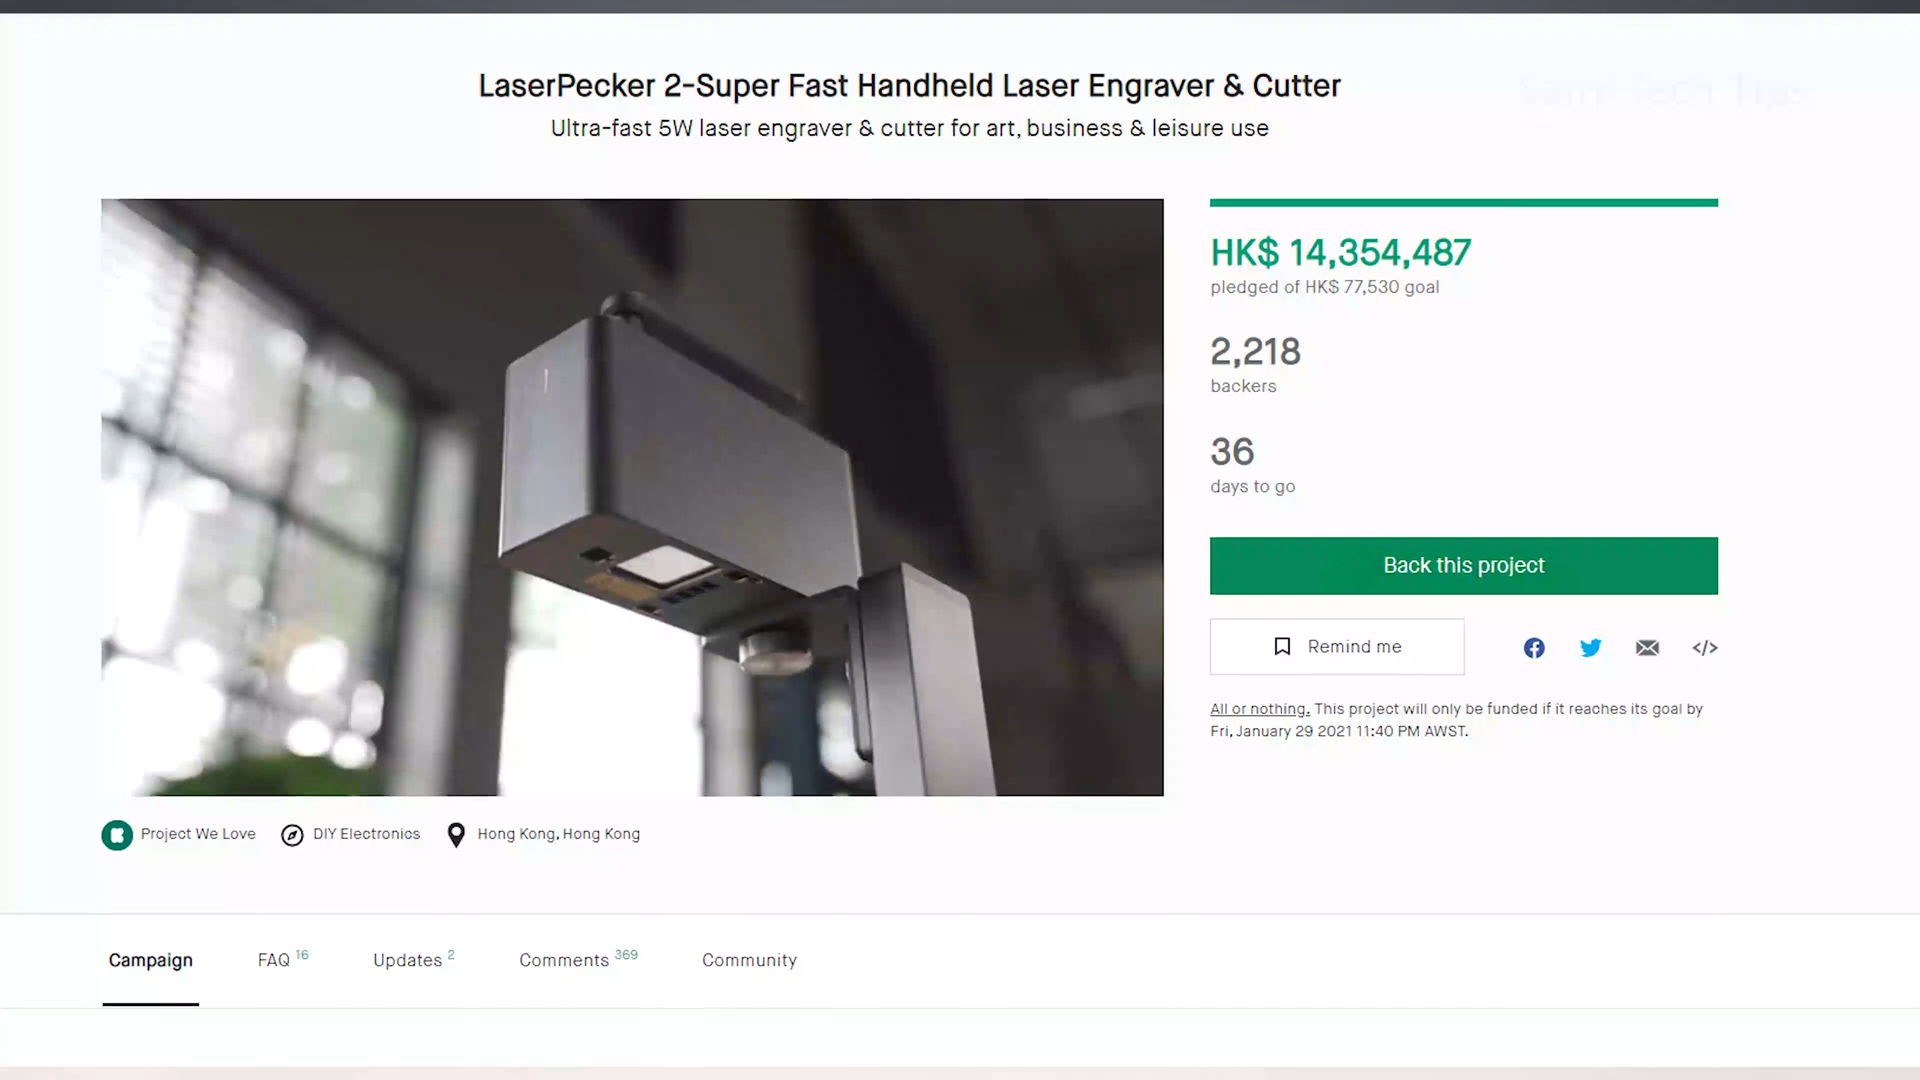 LaserPecker 2-Super Fast Handheld Laser Engraver & Cutter
Ultra-fast 5W laser engraver & cutter for art, business & leisure use
Sami Tech Tips
HK$ 14,354,487
pledged of HK$ 77,530 goal
2,218
backers
36
days to go
Back this project
Remind me
All or nothing. This project will only be funded if it reaches its goal by
Fri, January 29 2021 11:40 PM AWST.
Project We Love
DIY Electronics
Hong Kong, Hong Kong
Campaign
FAQ 16
Updates 2
Comments 369
Community